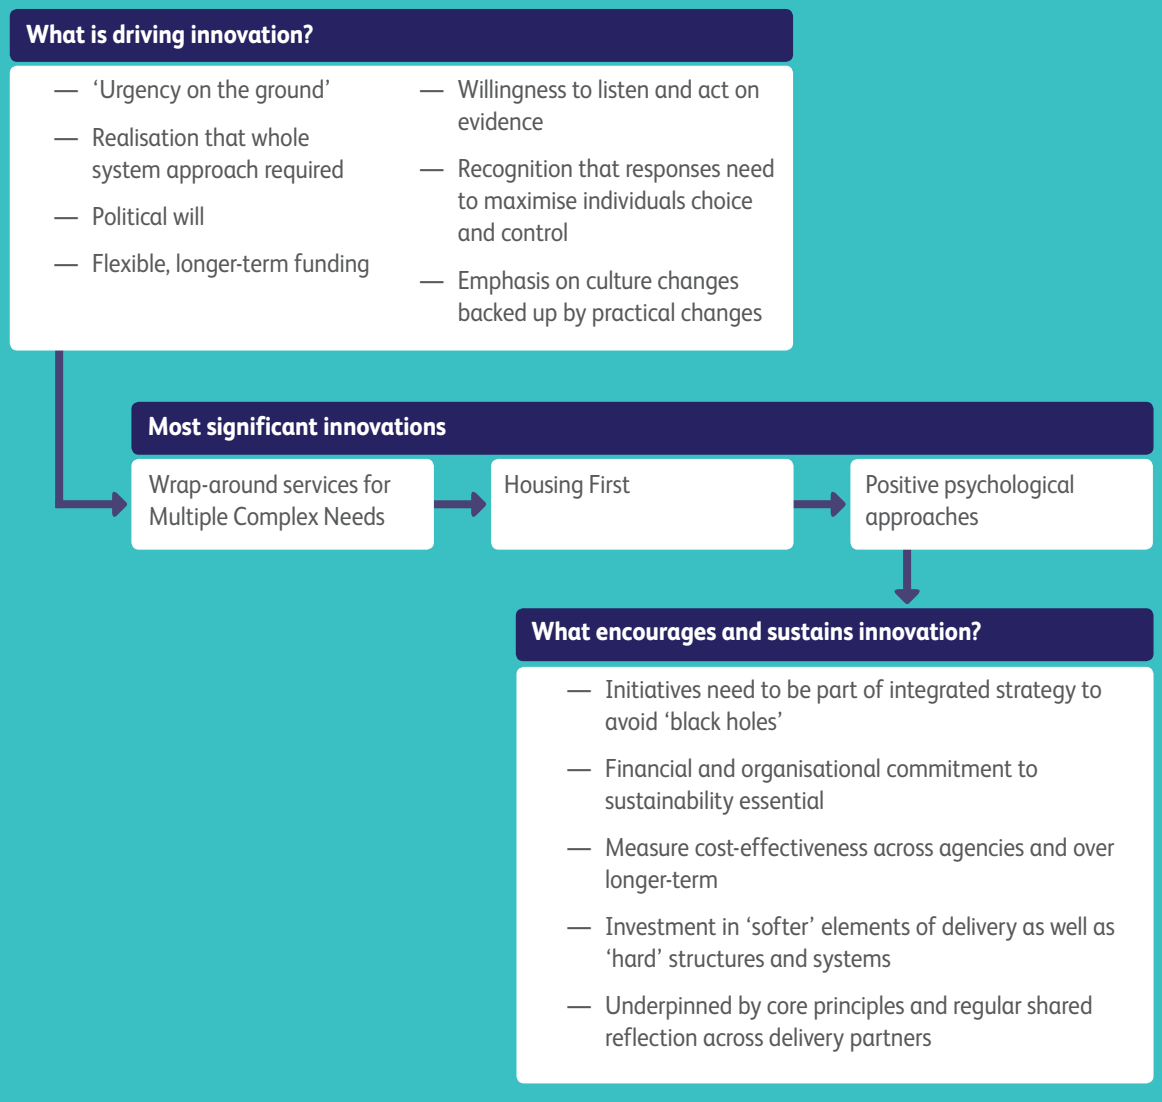 What is driving innovation?
— ‘Urgency on the ground’
— Realisation that whole
system approach required
— Political will
— Flexible, longer-term funding
— Willingness to listen and act on
evidence
— Recognition that responses need
to maximise individuals choice
and control
— Emphasis on culture changes
backed up by practical changes
Most significant innovations
Wrap-around services for
Multiple Complex Needs
Housing First
Positive psychological
approaches
What encourages and sustains innovation?
— Initiatives need to be part of integrated strategy to
avoid ‘black holes’
— Financial and organisational commitment to
sustainability essential
— Measure cost-effectiveness across agencies and over
longer-term
— Investment in ‘softer’ elements of delivery as well as
‘hard’ structures and systems
— Underpinned by core principles and regular shared
reflection across delivery partners